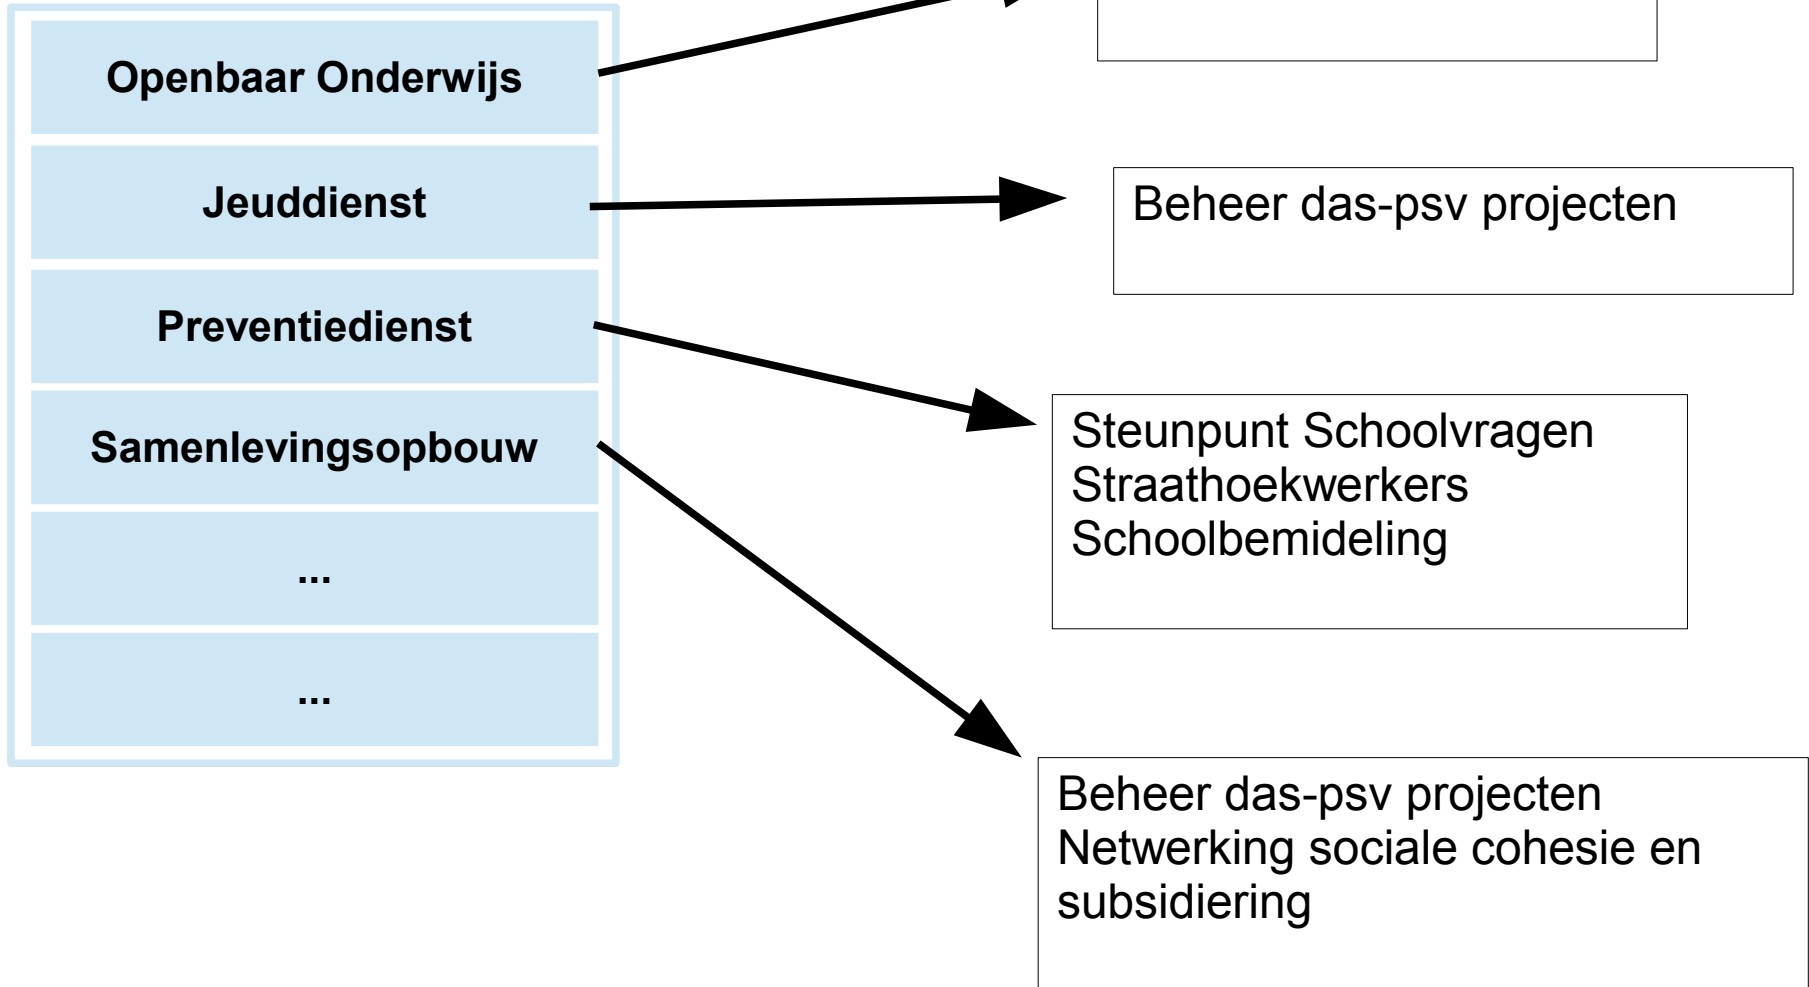 Openbaar Onderwijs
Jeuddienst
Preventiedienst
Samenlevingsopbouw
...
...
Beheer das-psv projecten
Steunpunt Schoolvragen
Straathoekwerkers
Schoolbemideling
Beheer das-psv projecten
Netwerking sociale cohesie en
subsidiering